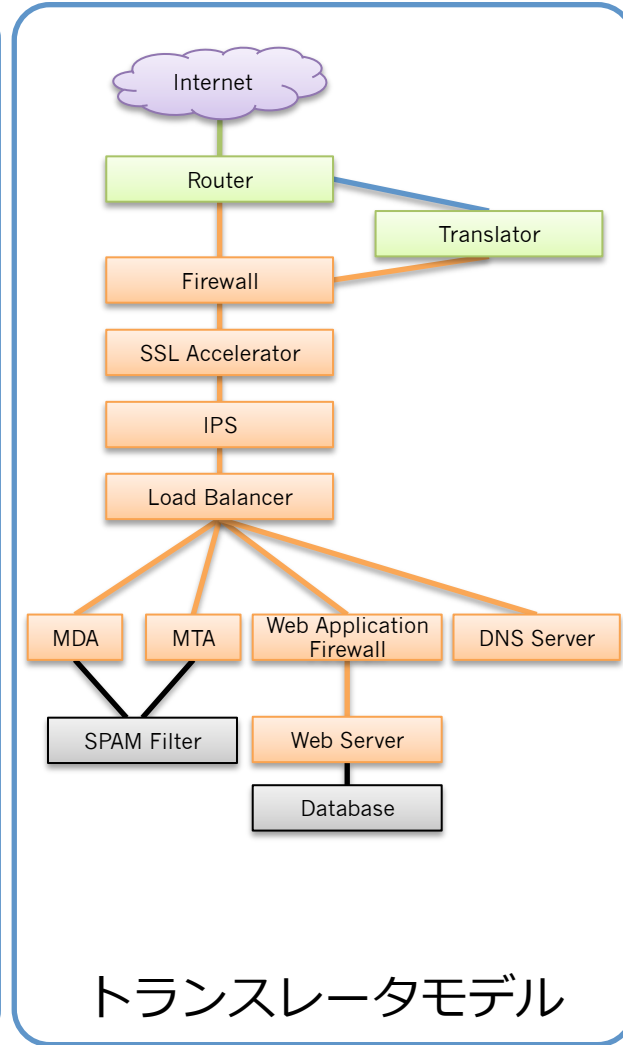 Internet
Router
Translator
Firewall
SSL Accelerator
IPS
Load Balancer
MDA
MTA
Web Application
Firewall
DNS Server
SPAM Filter
Web Server
Database
トランスレータモデル